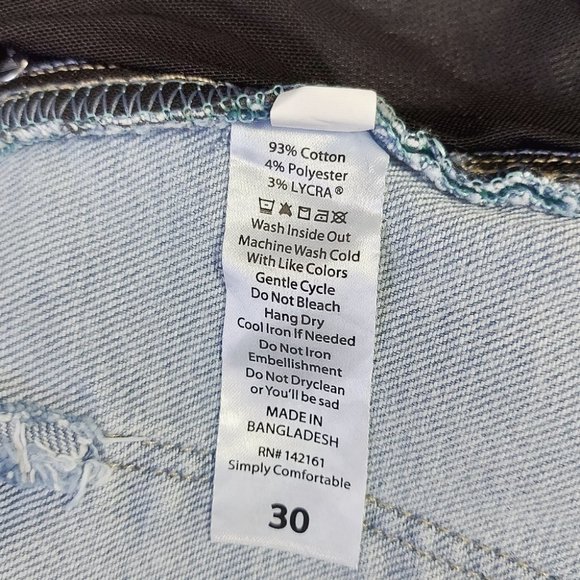 93% Cotton
4% Polyester
3% LYCRA®
Wash Inside Out
Machine Wash Cold
With Like Colors
Gentle Cycle
Do Not Bleach
Hang Dry
Cool Iron If Needed
Do Not Iron
Embellishment
Do Not Dryclean
or You'll be sad
MADE IN
BANGLADESH
RN# 142161
Simply Comfortable
30